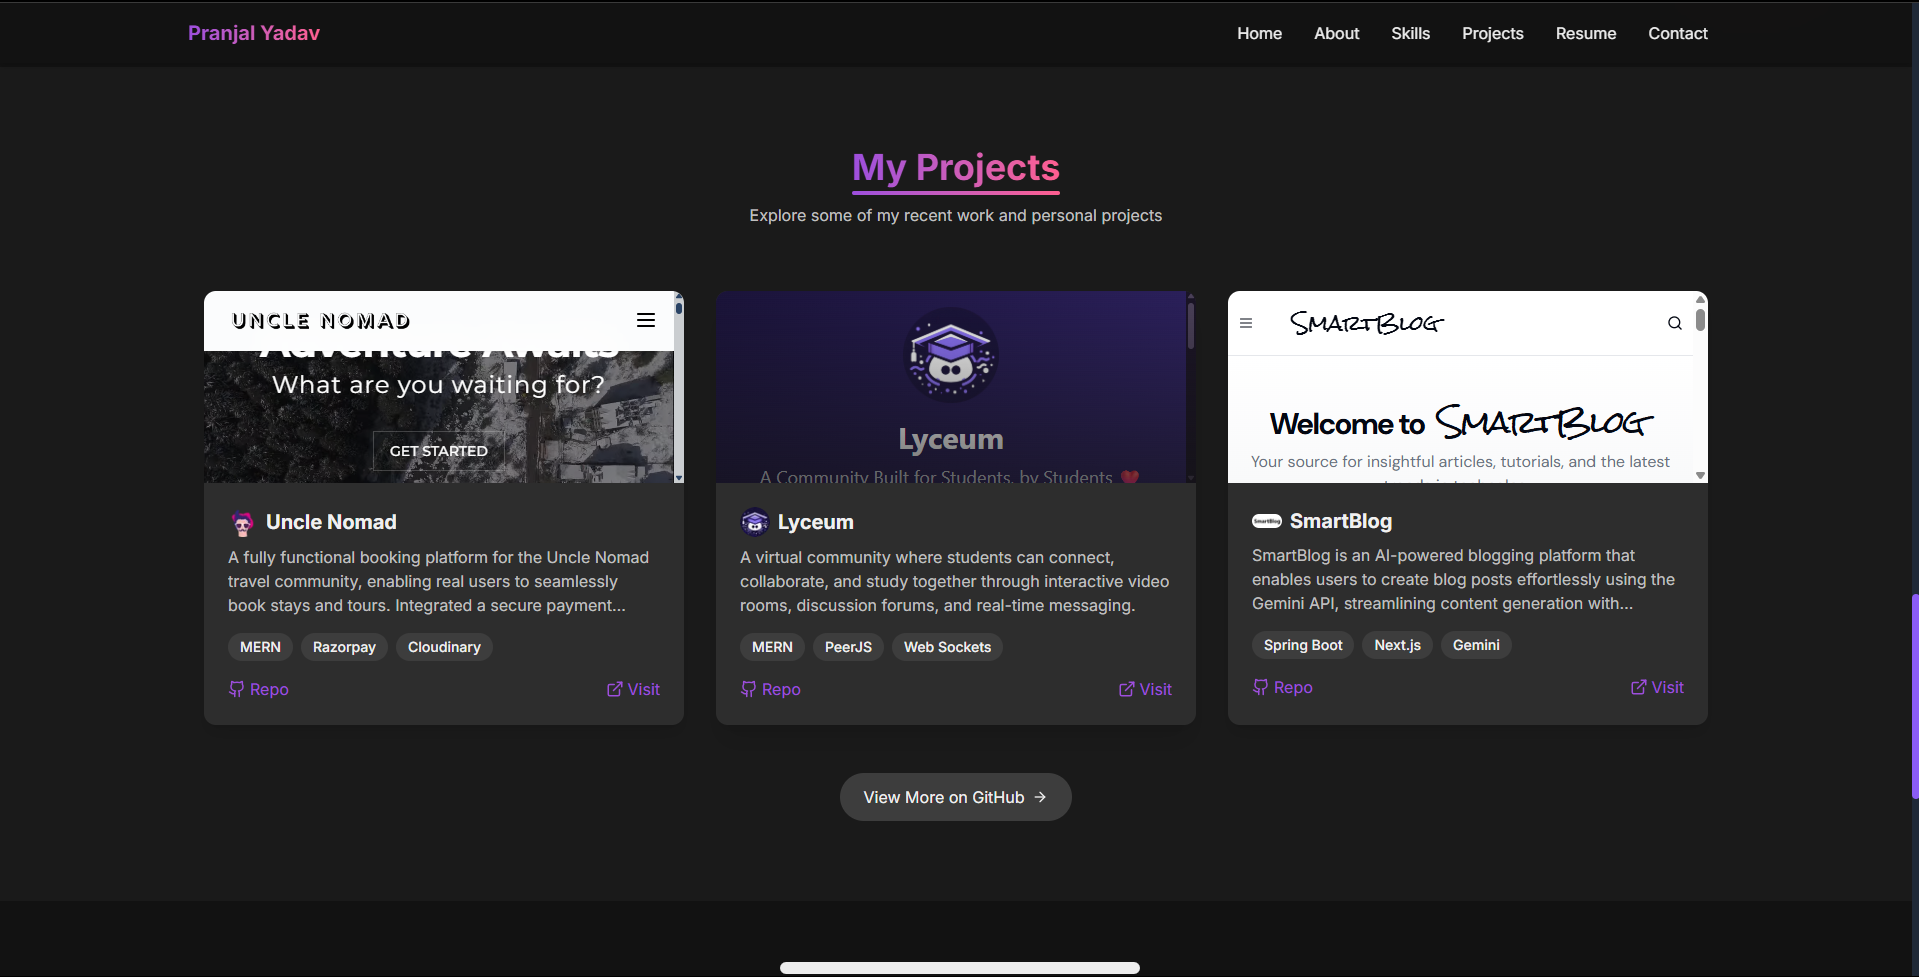 Pranjal Yadav
Home About Skills Projects Resume Contact
My Projects
Explore some of my recent work and personal projects
UNCLE NOMAD
Adventure Awaits
What are you waiting for?
GET STARTED
Uncle Nomad
A fully functional booking platform for the Uncle Nomad
travel community, enabling real users to seamlessly
book stays and tours. Integrated a secure payment...
MERN Razorpay Cloudinary
Repo Visit
Lyceum
A Community Built for Students, by Students
Lyceum
A virtual community where students can connect,
collaborate, and study together through interactive video
rooms, discussion forums, and real-time messaging.
MERN PeerJS Web Sockets
Repo Visit
SmartBlog
Welcome to SmartBlog
Your source for insightful articles, tutorials, and the latest
SmartBlog
SmartBlog
SmartBlog is an AI-powered blogging platform that
enables users to create blog posts effortlessly using the
Gemini API, streamlining content generation with...
Spring Boot Next.js Gemini
Repo Visit
View More on GitHub